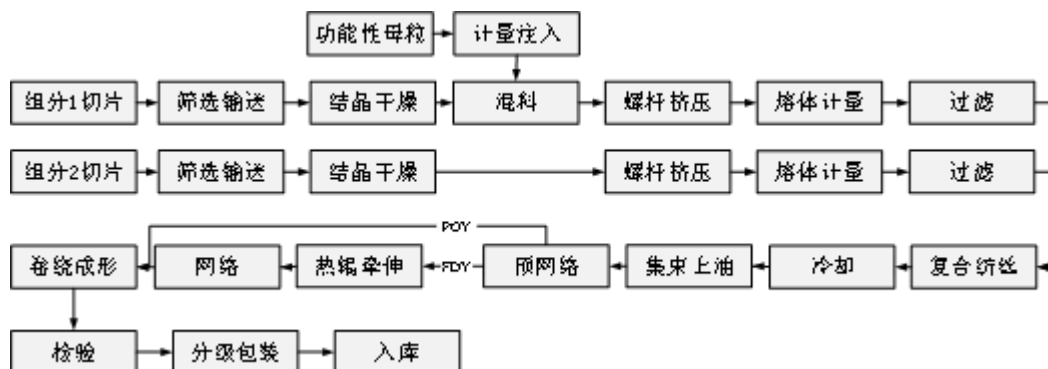 功能性母粒
计量注入
组分1切片
筛选输送
结晶干燥
混料
螺杆挤压
熔体计量
过滤
组分2切片
筛选输送
结晶干燥
螺杆挤压
熔体计量
过滤
POY
卷绕成形
网络
热辊牵伸
FDY
预网络
集束上油
冷却
复合纺丝
检验
分级包装
入库